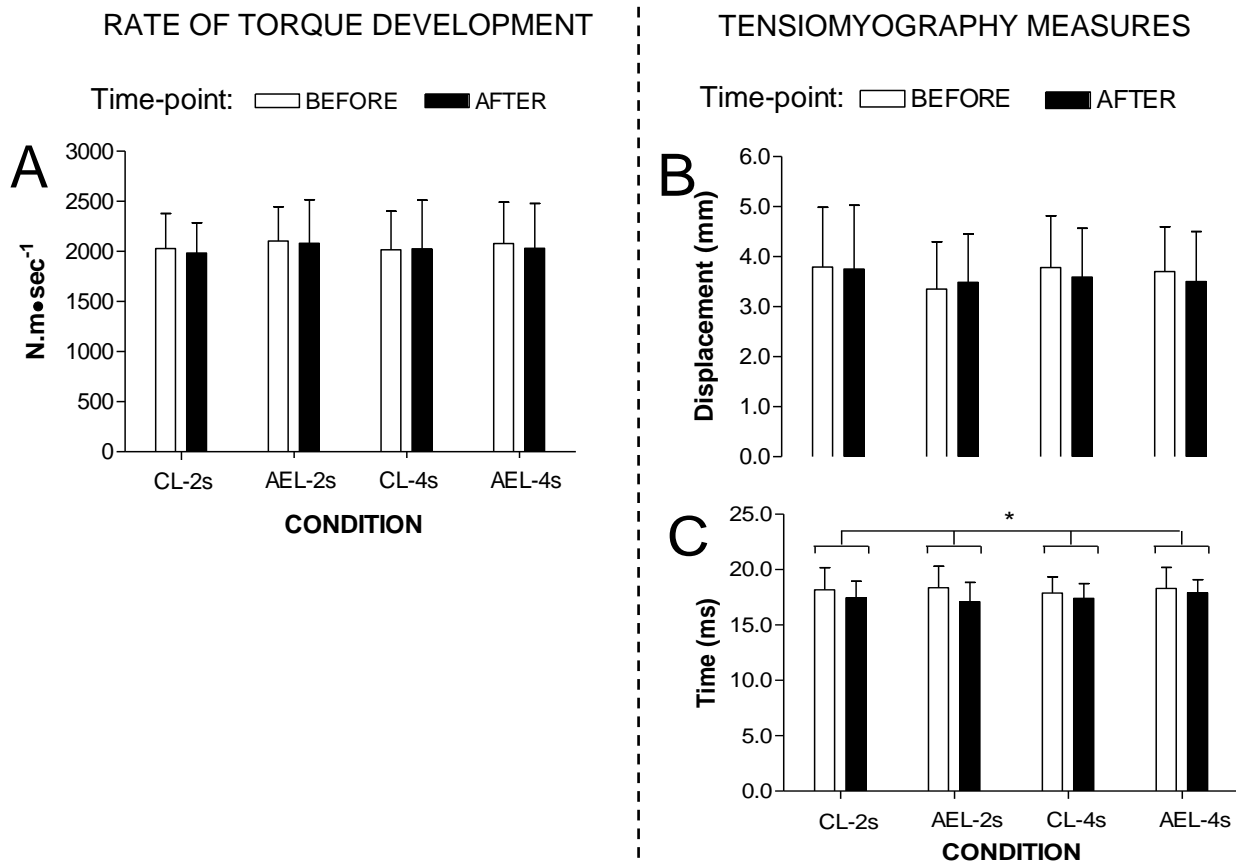 RATE OF TORQUE DEVELOPMENT
Time-point: BEFORE AFTER
A
3000
2500
2000
1500
1000
500
0
N.m●sec⁻¹
CL-2s AEL-2s CL-4s AEL-4s
CONDITION
TENSIOMYOGRAPHY MEASURES
Time-point: BEFORE AFTER
B
6.0
5.0
4.0
3.0
2.0
1.0
0.0
Displacement (mm)
C
25.0
20.0
15.0
10.0
5.0
0.0
Time (ms)
*
CL-2s AEL-2s CL-4s AEL-4s
CONDITION